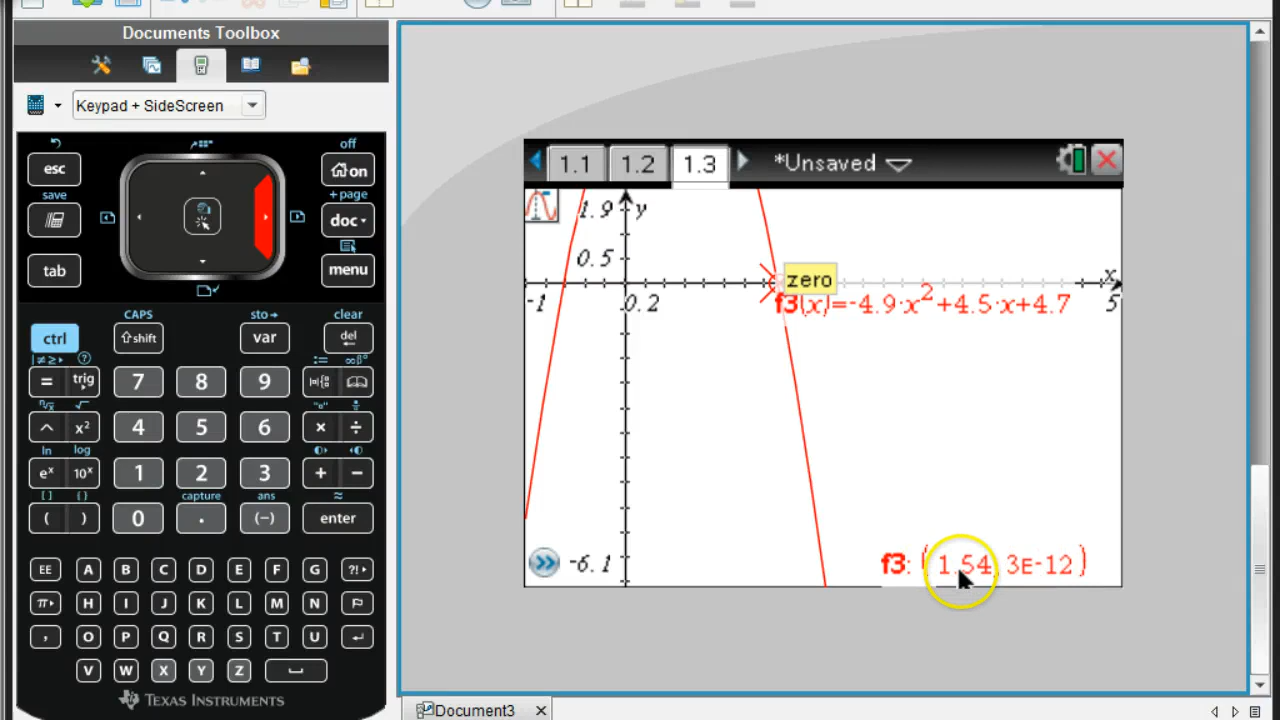 Documents Toolbox
Keypad + SideScreen
off
esc
on
save
+ page
doc
tab
menu
CAPS
sto→
clear
ctrl
⇧shift
var
del
=
trig
7
8
9
^
x²
4
5
6
×
÷
ln
log
eˣ
10ˣ
1
2
3
+
−
[ ]
{ }
capture
ans
≈
(
)
0
.
(−)
enter
EE
A
B
C
D
E
F
G
?!▸
π▸
H
I
J
K
L
M
N
,
O
P
Q
R
S
T
U
V
W
X
Y
Z
TEXAS INSTRUMENTS
1.1
1.2
1.3
*Unsaved
1.9
y
0.5
zero
x
-1
0.2
f3(x)=-4.9·x²+4.5·x+4.7
5
-6.1
f3: (1.54, 3E-12)
Document3